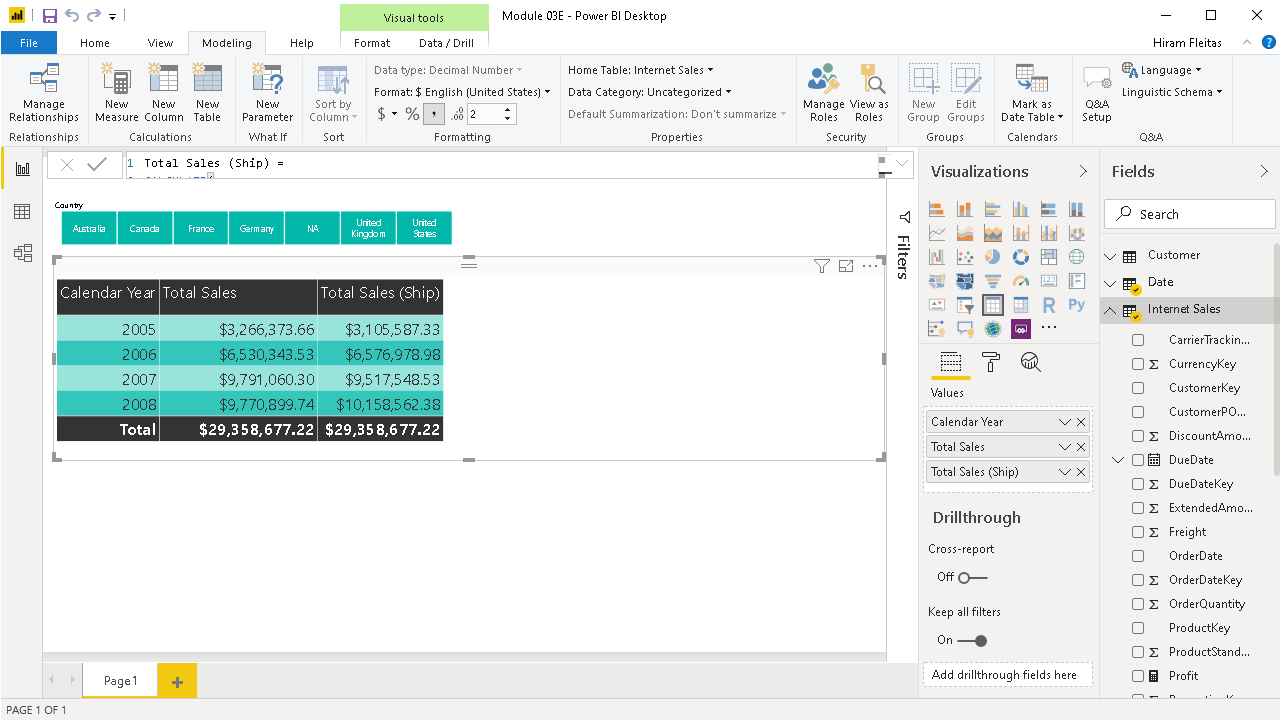 Visual tools
Module 03E - Power BI Desktop
File Home View Modeling Help Format Data / Drill Hiram Fleitas
Manage Relationships
New Measure
New Column
New Table
New Parameter
Sort by Column
Data type: Decimal Number
Format: $ English (United States)
$ % , .00 2
Home Table: Internet Sales
Data Category: Uncategorized
Default Summarization: Don't summarize
Manage Roles
View as Roles
New Group
Edit Groups
Mark as Date Table
Q&A Setup
Language
Linguistic Schema
Relationships Calculations What If Sort Formatting Properties Security Groups Calendars Q&A
1 Total Sales (Ship) =
Country
Australia Canada France Germany NA United Kingdom United States
Calendar Year Total Sales Total Sales (Ship)
2005 $3,266,373.66 $3,105,587.33
2006 $6,530,343.53 $6,576,978.98
2007 $9,791,060.30 $9,517,548.53
2008 $9,770,899.74 $10,158,562.38
Total $29,358,677.22 $29,358,677.22
Filters
Visualizations
R Py
Values
Calendar Year
Total Sales
Total Sales (Ship)
Drillthrough
Cross-report
Off
Keep all filters
On
Add drillthrough fields here
Fields
Search
Customer
Date
Internet Sales
CarrierTrackin...
CurrencyKey
CustomerKey
CustomerPO...
DiscountAmo...
DueDate
DueDateKey
ExtendedAmo...
Freight
OrderDate
OrderDateKey
OrderQuantity
ProductKey
ProductStand...
Profit
Page1
PAGE 1 OF 1